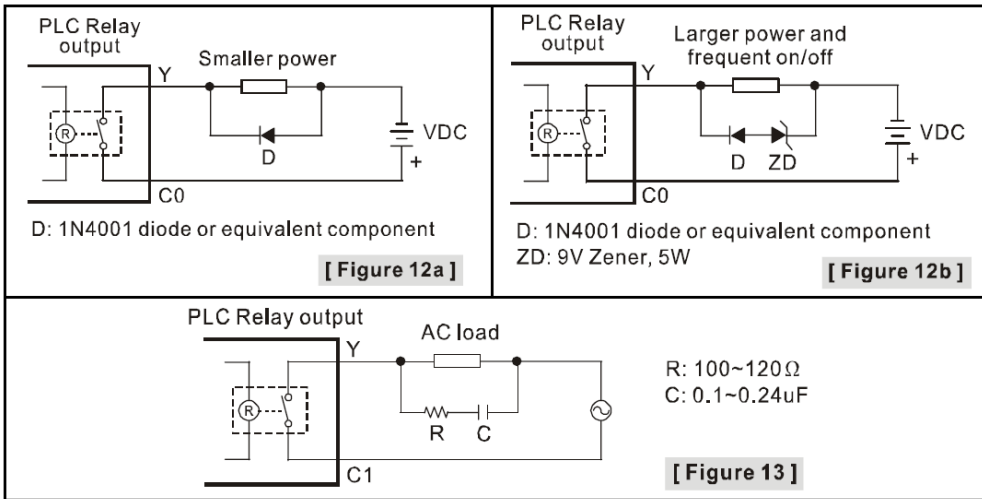 PLC Relay
output
Smaller power
Y
R
D
VDC
+
C0
D: 1N4001 diode or equivalent component
[ Figure 12a ]
PLC Relay
output
Larger power and
frequent on/off
Y
R
D ZD
VDC
+
C0
D: 1N4001 diode or equivalent component
ZD: 9V Zener, 5W
[ Figure 12b ]
PLC Relay output
AC load
Y
R
R C
C1
R: 100~120Ω
C: 0.1~0.24uF
[ Figure 13 ]